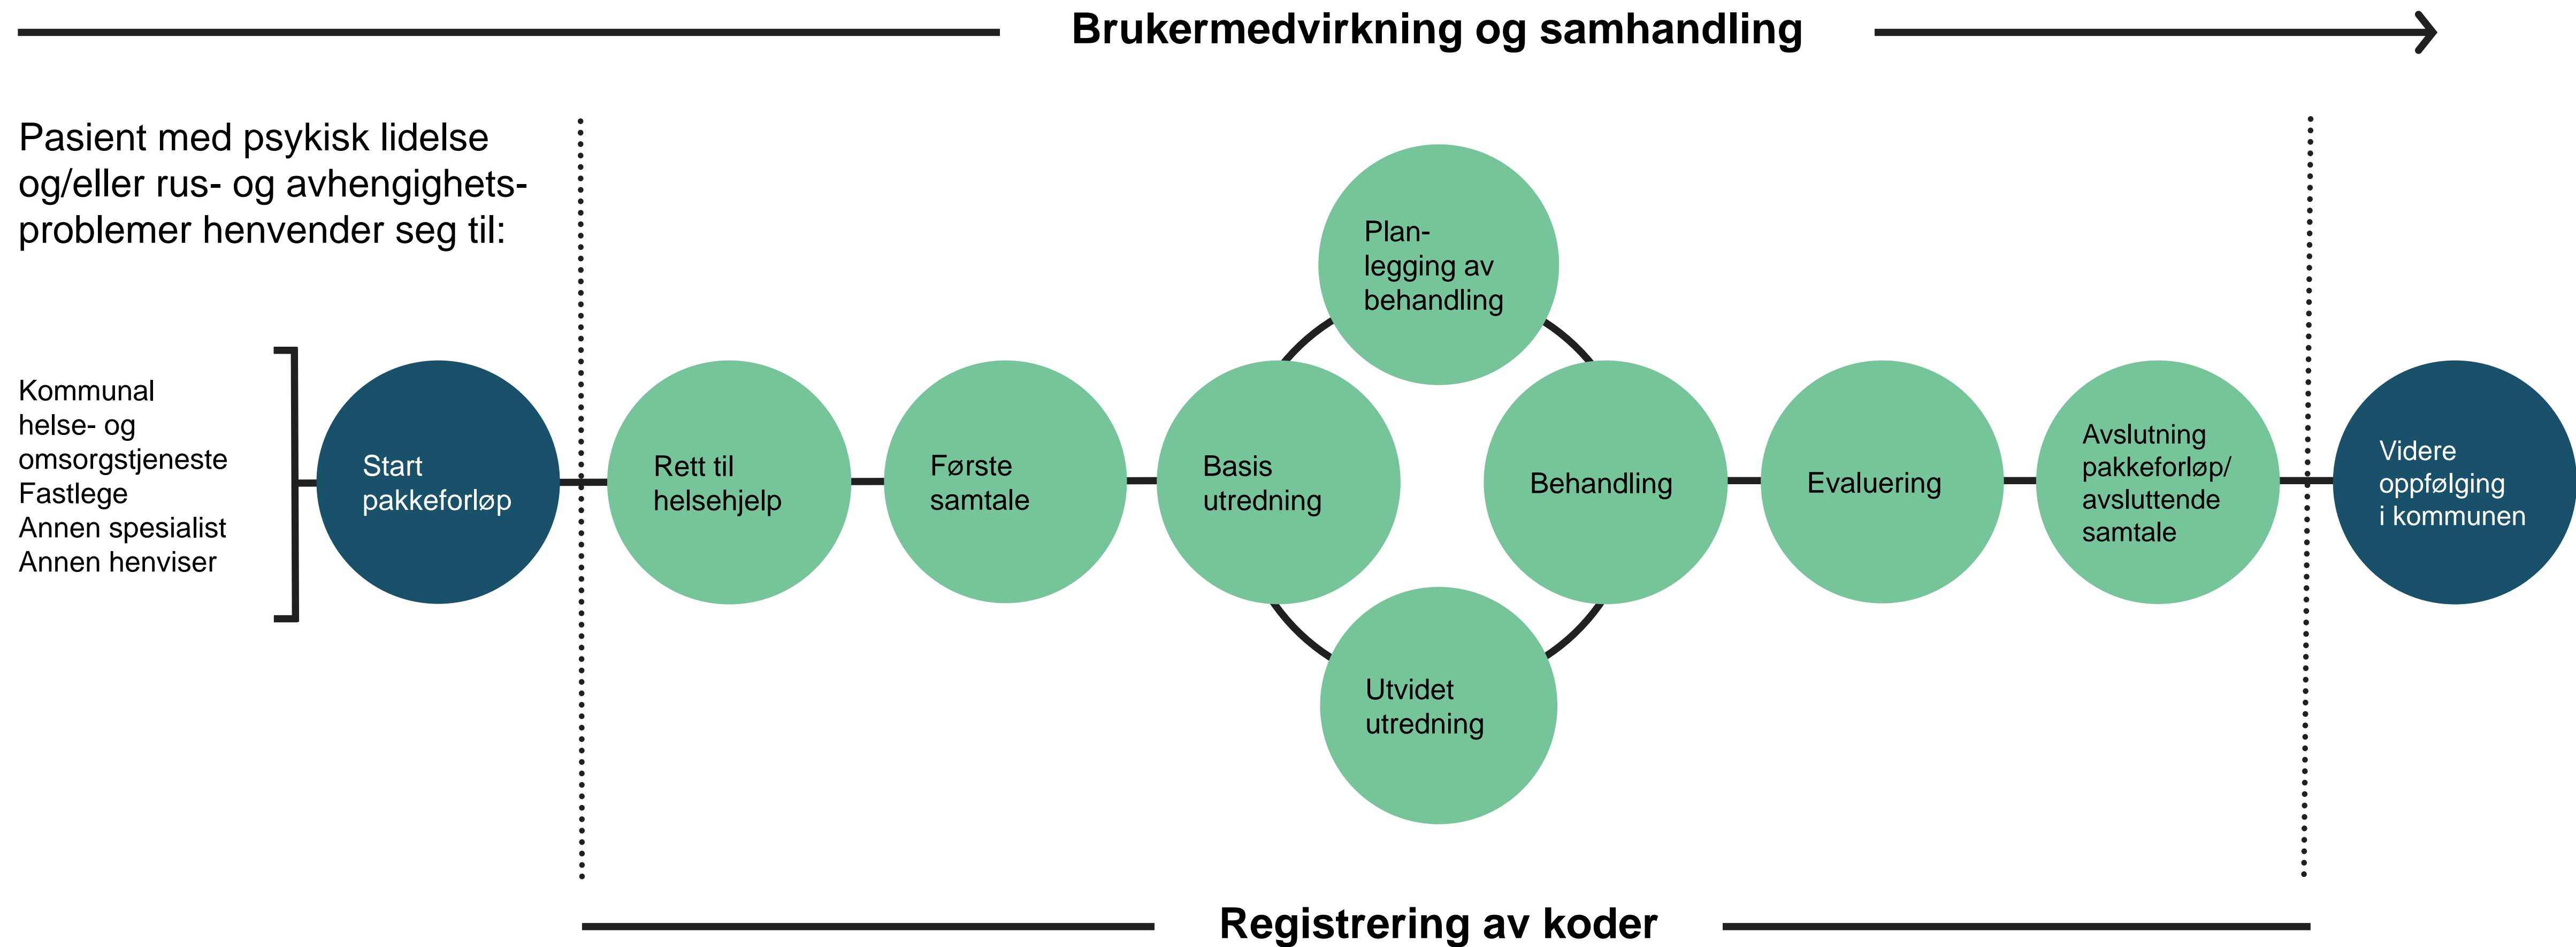 Brukermedvirkning og samhandling
Pasient med psykisk lidelse
og/eller rus- og avhengighets-
problemer henvender seg til:
Kommunal
helse- og
omsorgstjeneste
Fastlege
Annen spesialist
Annen henviser
Start
pakkeforløp
Rett til
helsehjelp
Første
samtale
Basis
utredning
Plan-
legging av
behandling
Utvidet
utredning
Behandling
Evaluering
Avslutning
pakkeforløp/
avsluttende
samtale
Videre
oppfølging
i kommunen
Registrering av koder